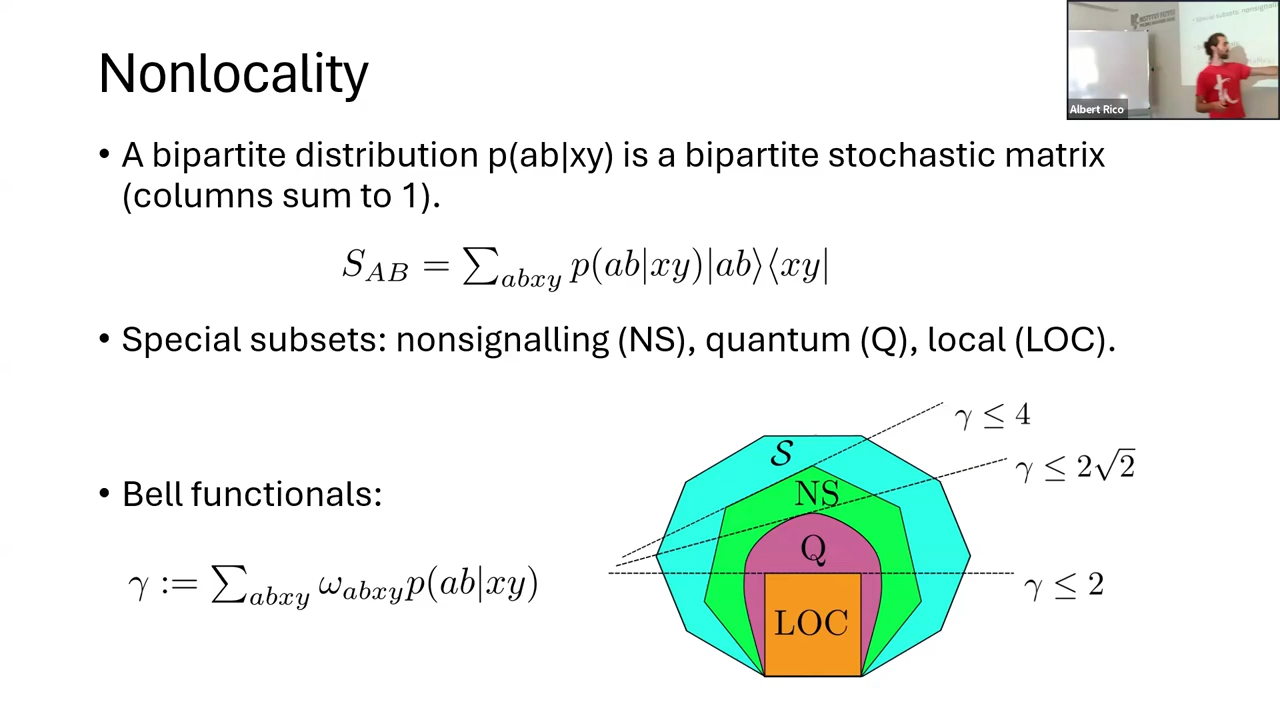 Nonlocality
• A bipartite distribution p(ab|xy) is a bipartite stochastic matrix
(columns sum to 1).
S_{AB} = ∑_{abxy} p(ab|xy)|ab⟩⟨xy|
• Special subsets: nonsignalling (NS), quantum (Q), local (LOC).
• Bell functionals:
γ := ∑_{abxy} ω_{abxy} p(ab|xy)
S
NS
Q
LOC
γ ≤ 4
γ ≤ 2√2
γ ≤ 2
Albert Rico